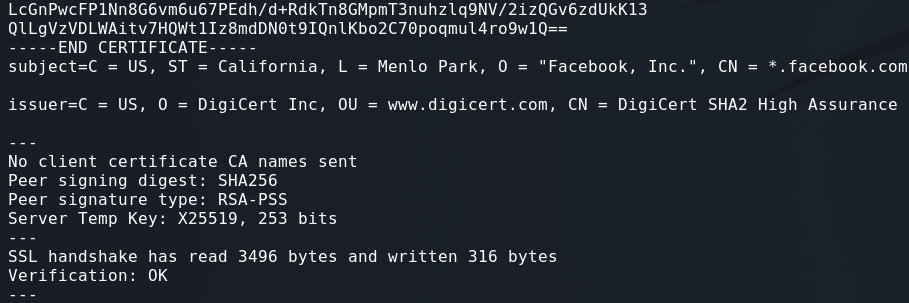 LcGnPwcFP1Nn8G6vm6u67PEdh/d+RdkTn8GMpmT3nuhzlq9NV/2izQGv6zdUkK13
QlLgVzVDLWAitv7HQWt1Iz8mdDN0t9IQnlKbo2C70poqmul4ro9w1Q==
-----END CERTIFICATE-----
subject=C = US, ST = California, L = Menlo Park, O = "Facebook, Inc.", CN = *.facebook.com
issuer=C = US, O = DigiCert Inc, OU = www.digicert.com, CN = DigiCert SHA2 High Assurance
---
No client certificate CA names sent
Peer signing digest: SHA256
Peer signature type: RSA-PSS
Server Temp Key: X25519, 253 bits
---
SSL handshake has read 3496 bytes and written 316 bytes
Verification: OK
---